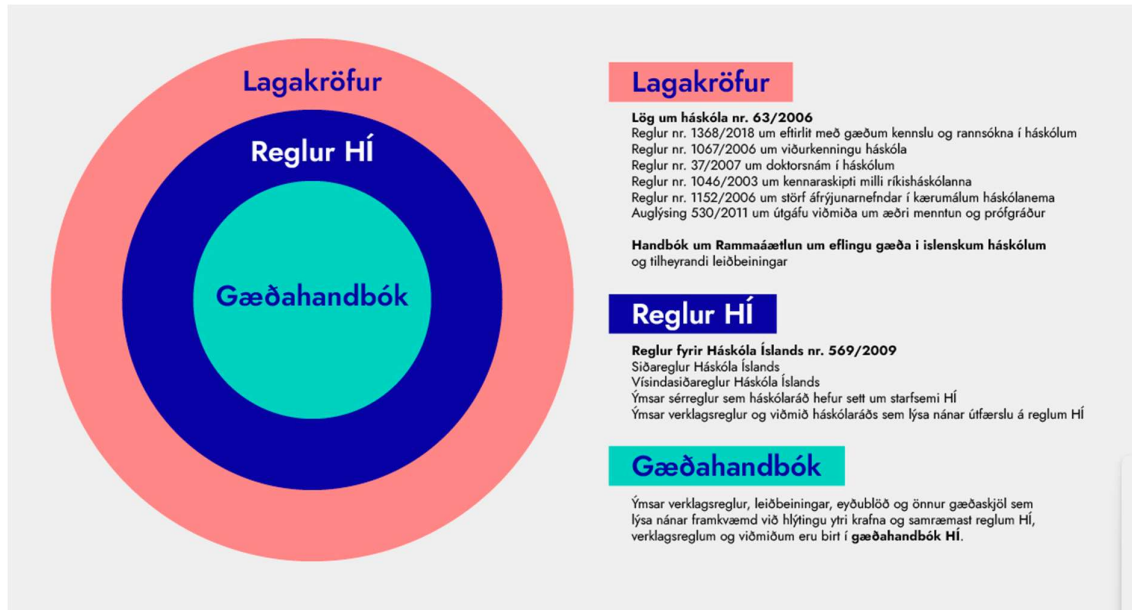 Lagakröfur
Reglur HÍ
Gæðahandbók
Lagakröfur
Lög um háskóla nr. 63/2006
Reglur nr. 1368/2018 um eftirlit með gæðum kennslu og rannsókna í háskólum
Reglur nr. 1067/2006 um viðurkenningu háskóla
Reglur nr. 37/2007 um doktorsnám í háskólum
Reglur nr. 1046/2003 um kennaraskipti milli ríkisháskólanna
Reglur nr. 1152/2006 um störf áfrýjunarnefndar í kærumálum háskólanema
Auglýsing 530/2011 um útgáfu viðmiða um æðri menntun og prófgráður
Handbók um Rammaáætlun um eflingu gæða i islenskum háskólum
og tilheyrandi leiðbeiningar
Reglur HÍ
Reglur fyrir Háskóla Íslands nr. 569/2009
Siðareglur Háskóla Íslands
Vísindasiðareglur Háskóla Íslands
Ýmsar sérreglur sem háskólaráð hefur sett um starfsemi HÍ
Ýmsar verklagsreglur og viðmið háskólaráðs sem lýsa nánar útfærslu á reglum HÍ
Gæðahandbók
Ýmsar verklagsreglur, leiðbeiningar, eyðublöð og önnur gæðaskjöl sem
lýsa nánar framkvæmd við hlýtingu ytri krafna og samræmast reglum HÍ,
verklagsreglum og viðmiðum eru birt í gæðahandbók HÍ.